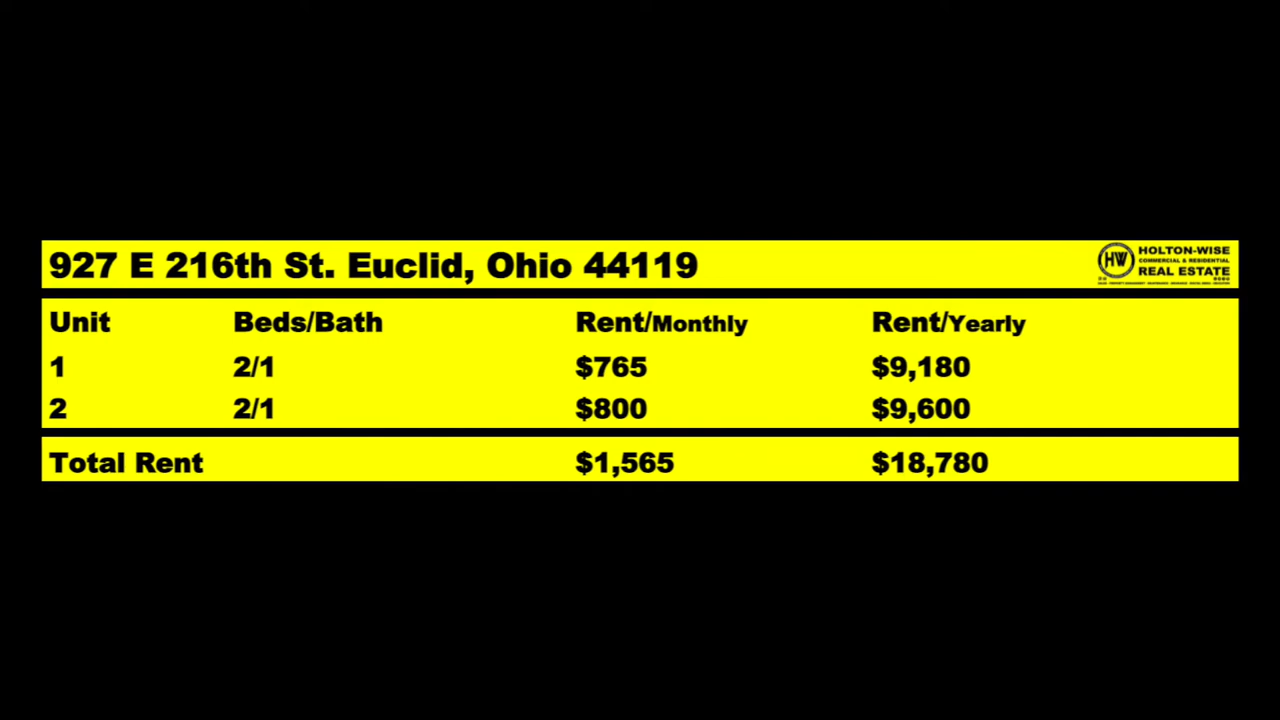 927 E 216th St. Euclid, Ohio 44119
HW
HOLTON-WISE
COMMERCIAL & RESIDENTIAL
REAL ESTATE
Unit Beds/Bath Rent/Monthly Rent/Yearly
1 2/1 $765 $9,180
2 2/1 $800 $9,600
Total Rent $1,565 $18,780